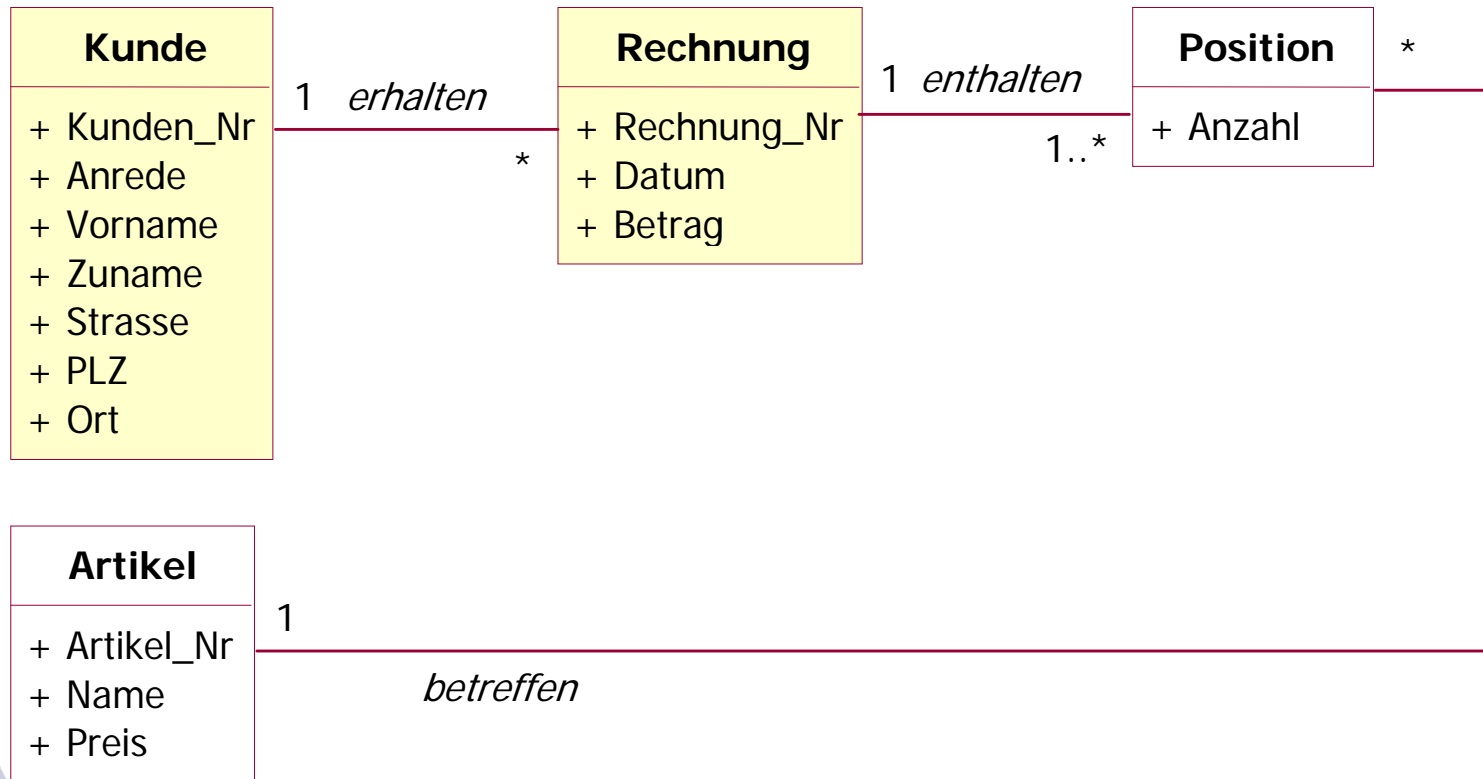 Kunde
+ Kunden_Nr
+ Anrede
+ Vorname
+ Zuname
+ Strasse
+ PLZ
+ Ort
1 erhalten
*
Rechnung
+ Rechnung_Nr
+ Datum
+ Betrag
1 enthalten
1..*
Position
+ Anzahl
*
Artikel
+ Artikel_Nr
+ Name
+ Preis
1
betreffen